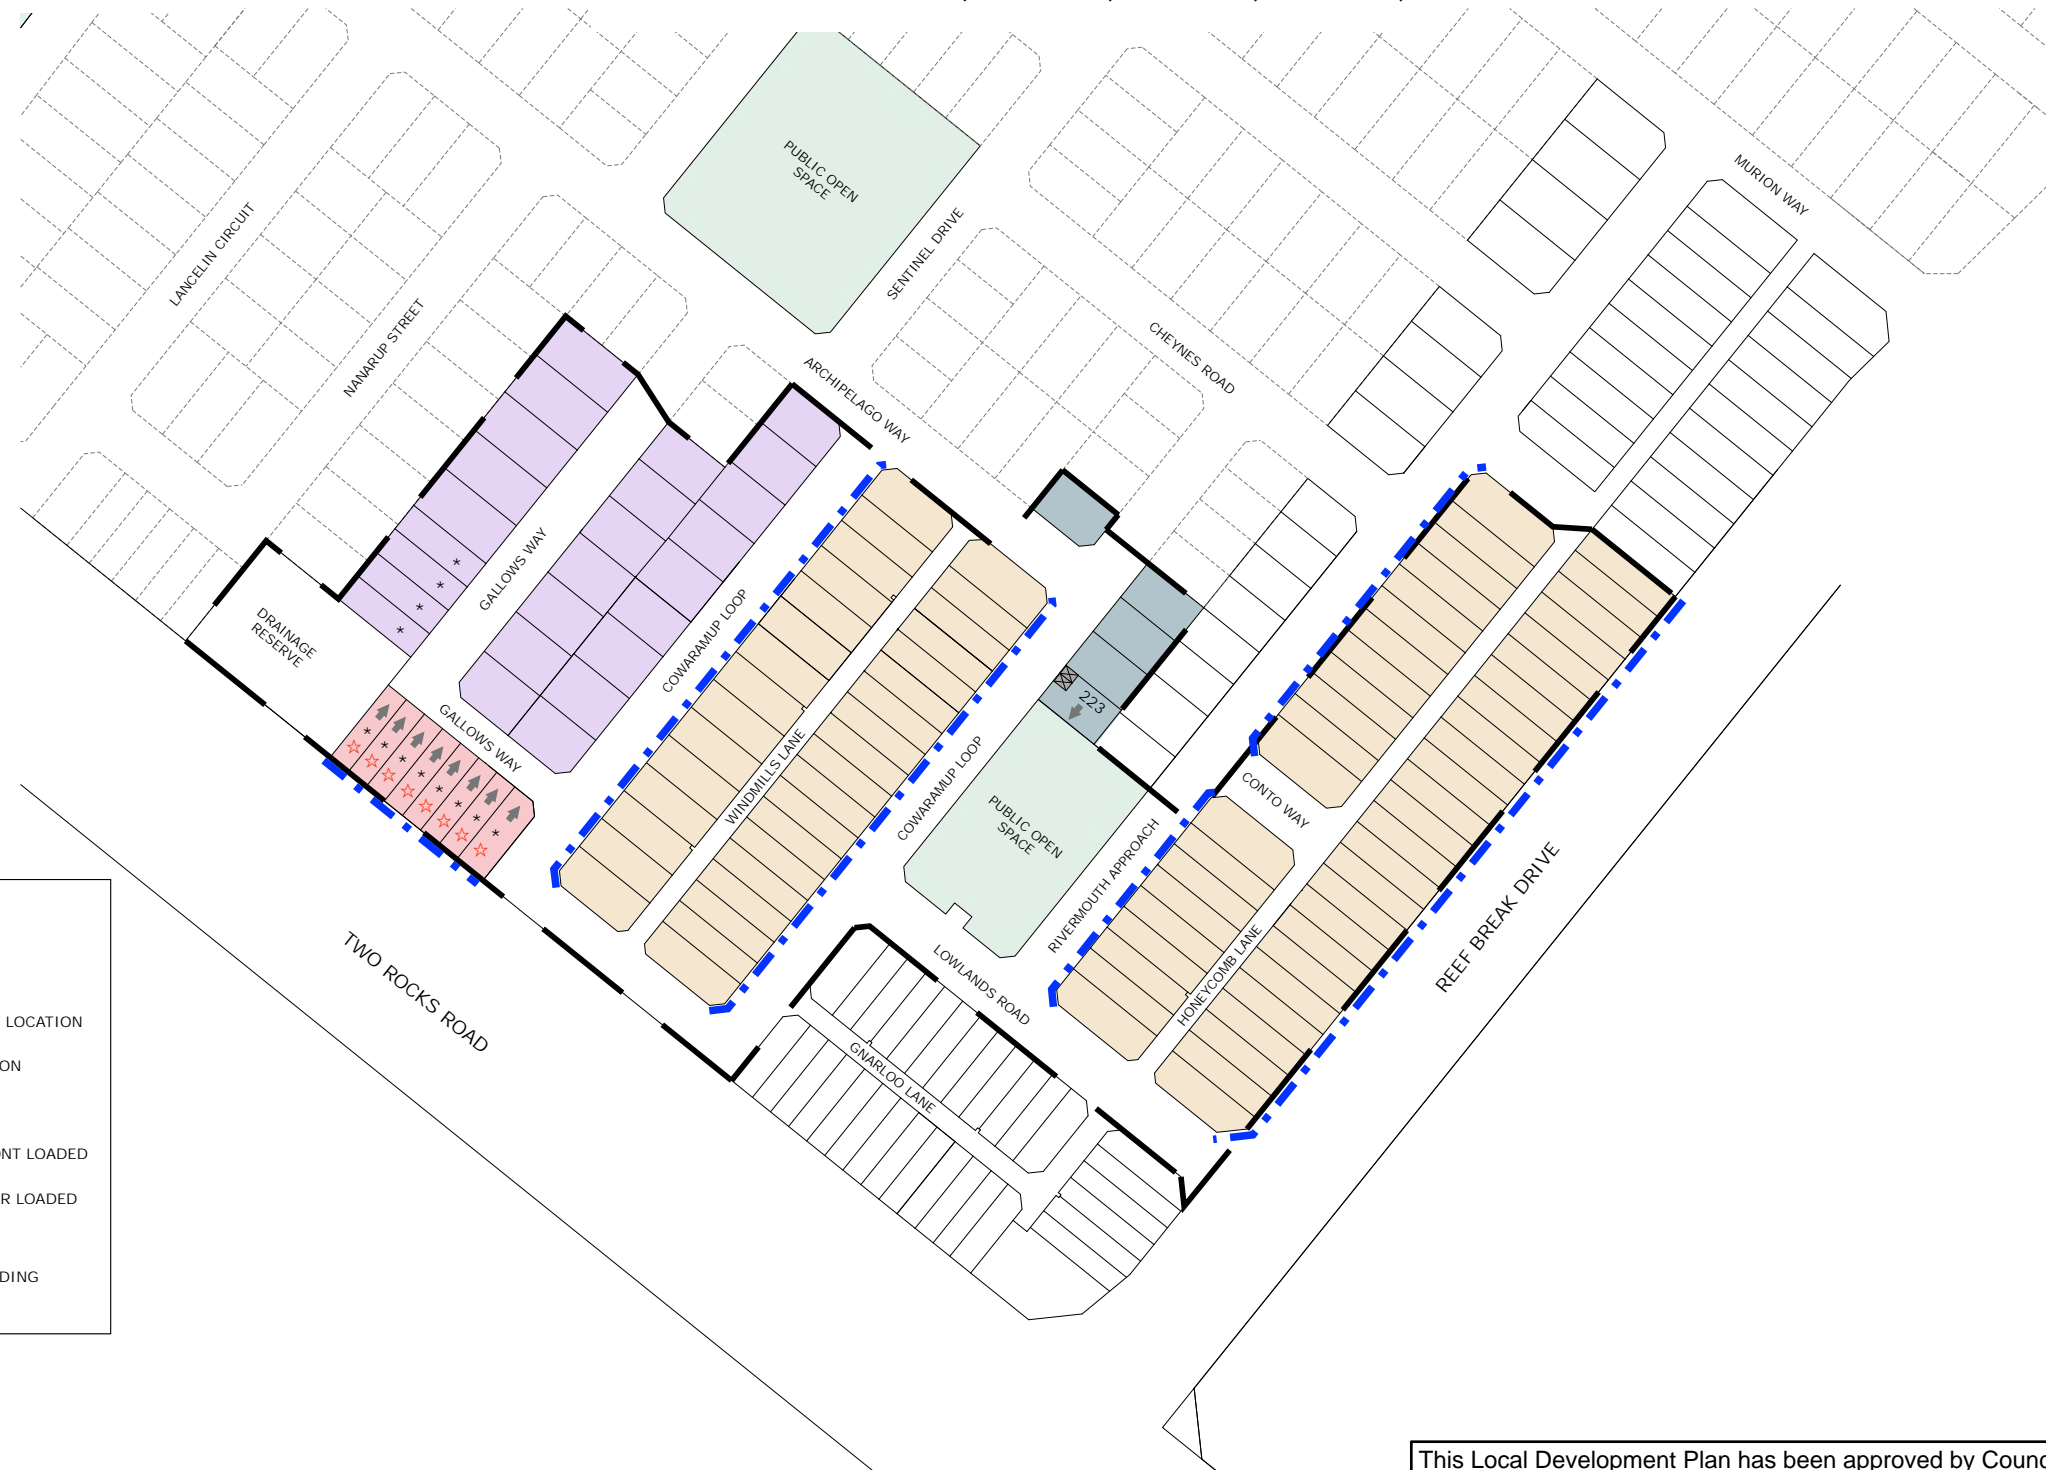 MURION WAY
PUBLIC OPEN
SPACE
LANCELIN CIRCUIT
SENTINEL DRIVE
NANARUP STREET
CHEYNES ROAD
ARCHIPELAGO WAY
GALLOWS WAY
DRAINAGE
RESERVE
COWARAMUP LOOP
223
GALLOWS WAY
WINDMILLS LANE
COWARAMUP LOOP
PUBLIC OPEN
SPACE
CONTO WAY
RIVERMOUTH APPROACH
REEF BREAK DRIVE
HONEYCOMB LANE
LOWLANDS ROAD
TWO ROCKS ROAD
GNARLOO LANE
LOCATION
ON
NT LOADED
R LOADED
DING
This Local Development Plan has been approved by Counc